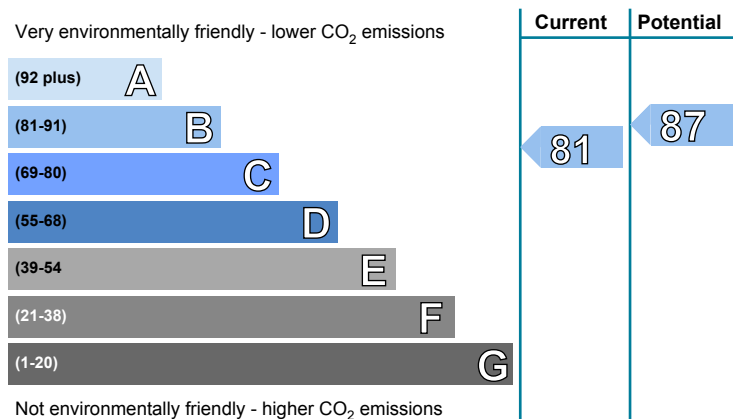 Current Potential
Very environmentally friendly - lower CO2 emissions
(92 plus) A
(81-91) B
81 87
(69-80) C
(55-68) D
(39-54 E
(21-38) F
(1-20) G
Not environmentally friendly - higher CO2 emissions